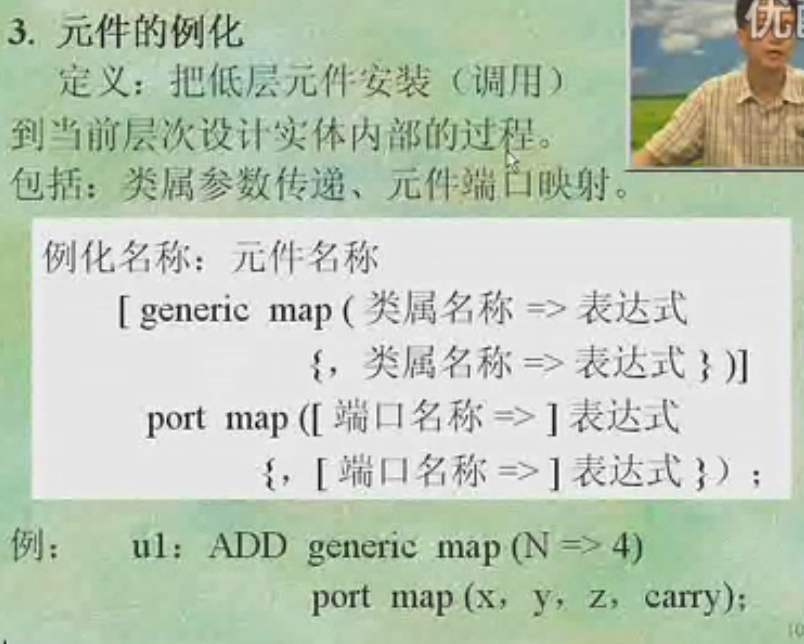 3. 元件的例化
定义：把低层元件安装（调用）
到当前层次设计实体内部的过程。
包括：类属参数传递、元件端口映射。
例化名称：元件名称
[ generic map ( 类属名称 => 表达式
{，类属名称 => 表达式 } )]
port map ([ 端口名称 => ] 表达式
{，[ 端口名称 => ] 表达式 }）；
例： u1：ADD generic map (N => 4)
port map (x，y，z，carry);
优